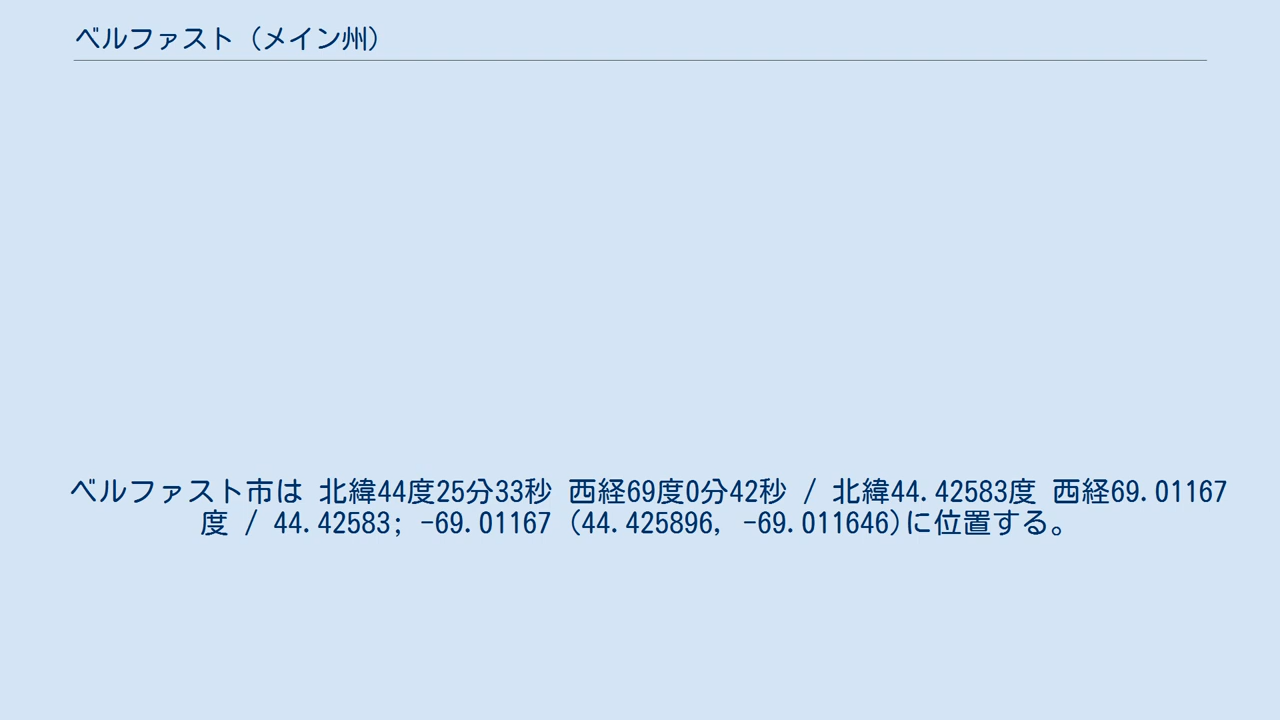 ベルファスト（メイン州）
ベルファスト市は 北緯44度25分33秒 西経69度0分42秒 / 北緯44.42583度 西経69.01167
度 / 44.42583; -69.01167 (44.425896, -69.011646)に位置する。